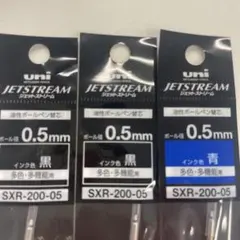 uni
JETSTREAM
ジェットストリーム
油性ボールペン替芯
ボール径 0.5mm
インク色 黒
多色・多機能用
SXR-200-05
uni
JETSTREAM
ジェットストリーム
油性ボールペン替芯
ボール径 0.5mm
インク色 黒
多色・多機能用
SXR-200-05
uni
JETSTREAM
ジェットストリーム
油性ボールペン替芯
ボール径 0.5mm
インク色 青
多色・多機能用
SXR-200-05